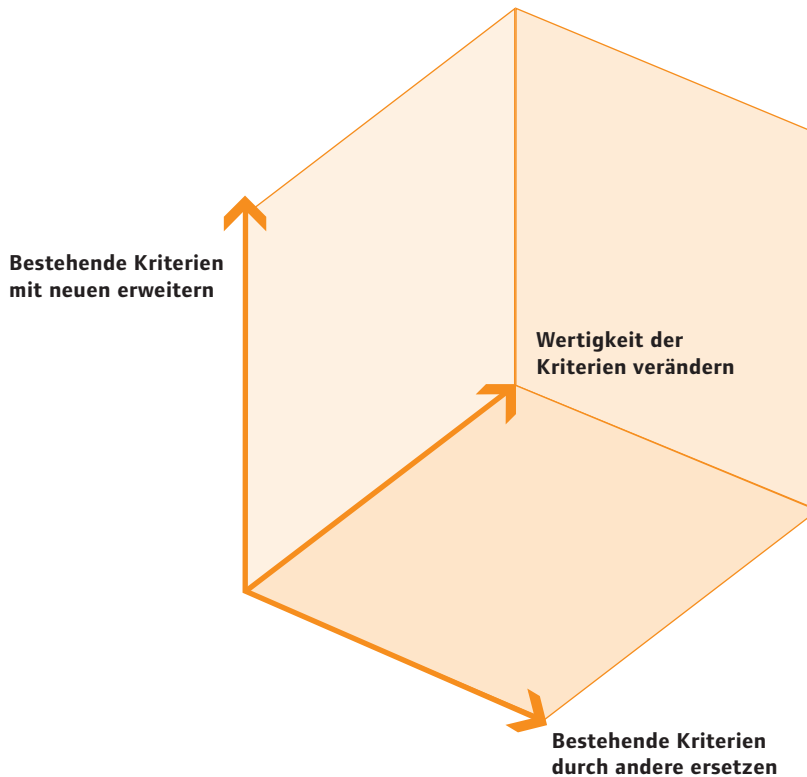 Bestehende Kriterien
mit neuen erweitern
Wertigkeit der
Kriterien verändern
Bestehende Kriterien
durch andere ersetzen